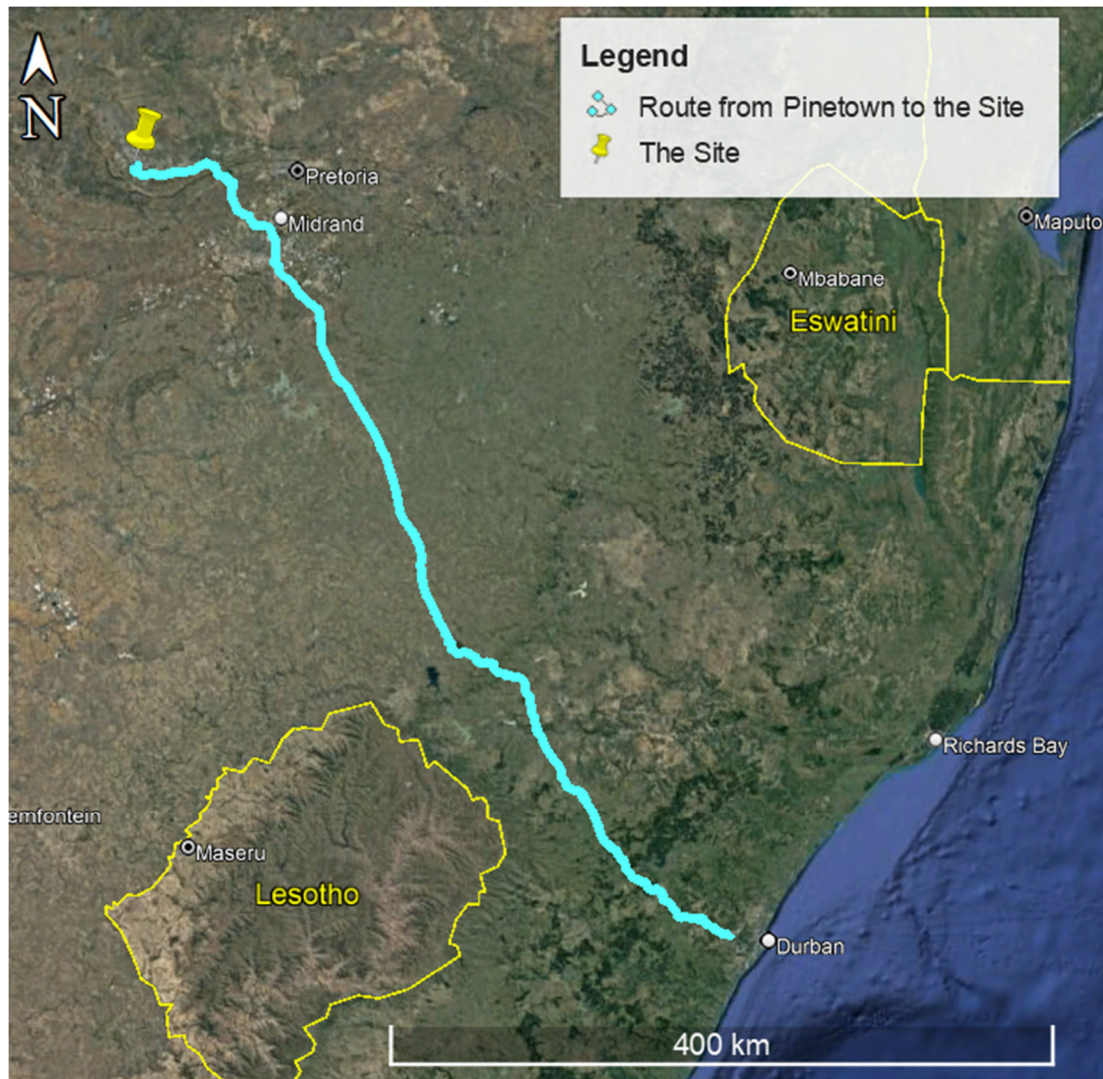 N
Legend
Route from Pinetown to the Site
The Site
Pretoria
Midrand
Maputo
Mbabane
Eswatini
Richards Bay
emfontein
Maseru
Lesotho
Durban
400 km